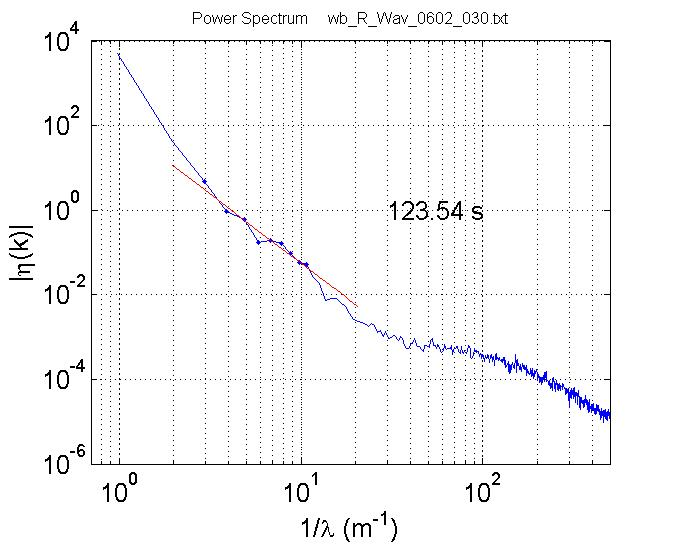 Power Spectrum wb_R_Wav_0602_030.txt
10^4
10^2
10^0
10^-2
10^-4
10^-6
|η(k)|
123.54 s
10^0 10^1 10^2
1/λ (m^-1)